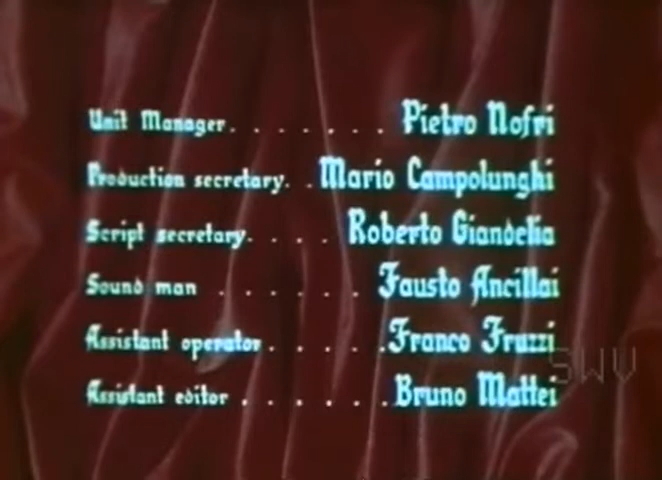 Unit Manager. . . . . . . Pietro Nofri
Production secretary. . Mario Campolunghi
Script secretary. . . . Roberto Giandelia
Sound man . . . . . . Fausto Ancillai
Assistant operator. . . . .Franco Fruzzi
Assistant editor . . . . . .Bruno Mattei
SWV